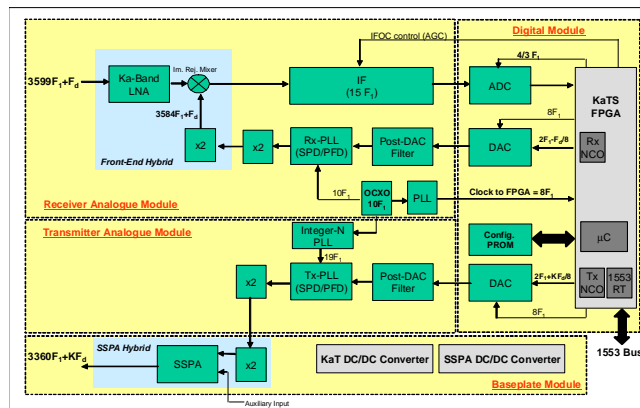 IFOC control (AGC)
Digital Module
3599F1+Fd
Ka-Band
LNA
Im. Rej. Mixer
IF
(15 F1)
4/3 F1
ADC
KaTS
FPGA
3584F1+Fd
8F1
x2
x2
Rx-PLL
(SPD/PFD)
Post-DAC
Filter
DAC
2F1-Fd/8
Rx
NCO
Front-End Hybrid
10F1
OCXO
10F1
PLL
Clock to FPGA = 8F1
Receiver Analogue Module
Transmitter Analogue Module
Integer-N
PLL
19F1
Config.
PROM
µC
x2
Tx-PLL
(SPD/PFD)
Post-DAC
Filter
DAC
2F1+KFd/8
Tx
NCO
1553
RT
8F1
SSPA Hybrid
3360F1+KFd
SSPA
x2
KaT DC/DC Converter
SSPA DC/DC Converter
1553 Bus
Baseplate Module
Auxiliary Input